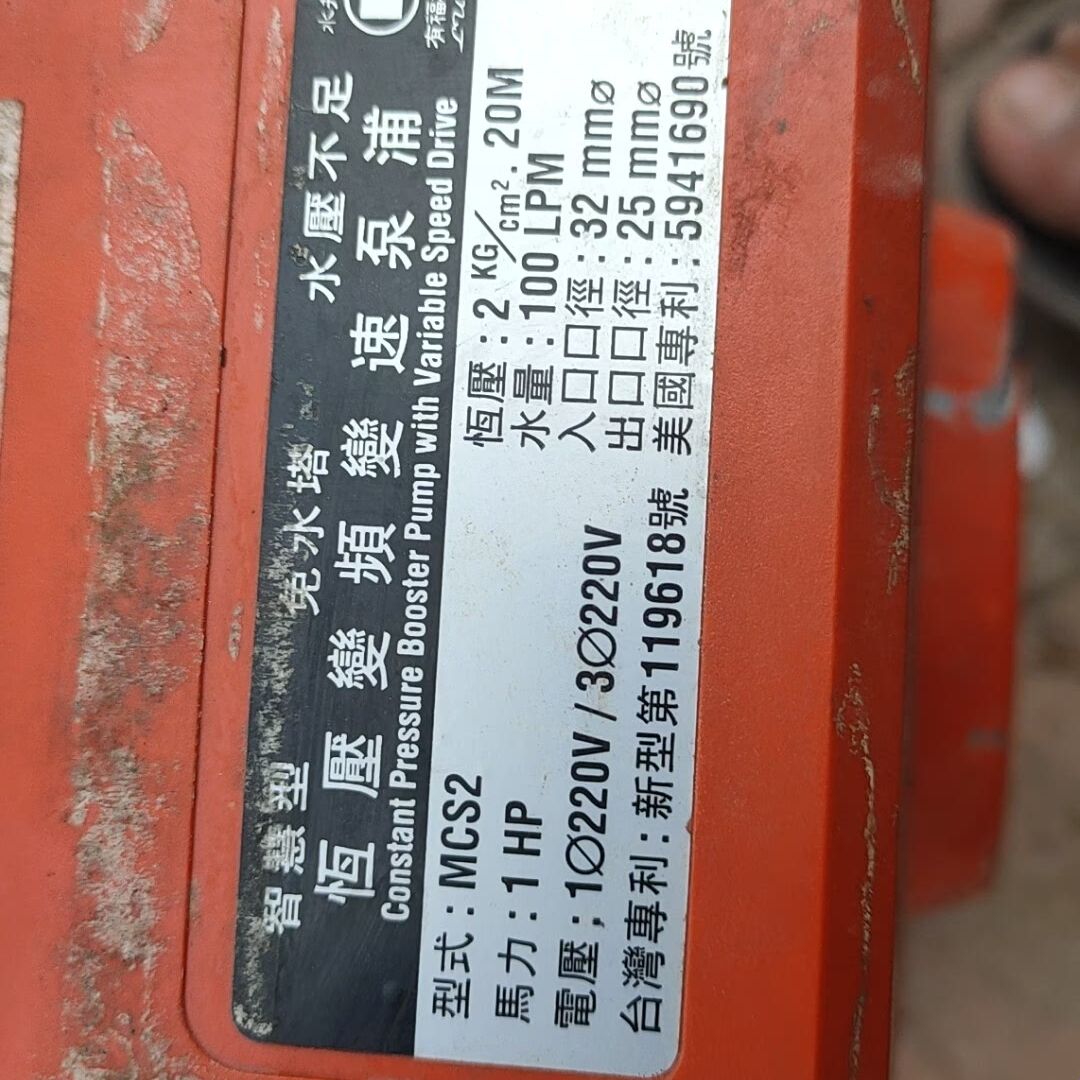 智慧型 免水塔 水壓不足
恆壓變頻變速泵浦
有福
Constant Pressure Booster Pump with Variable Speed Drive
型式：MCS2
馬力：1 HP
電壓；1Ø220V / 3Ø220V
台灣專利：新型第119618號
恆壓：2 KG/cm². 20M
水量：100 LPM
入口口徑：32 mmø
出口口徑：25 mmø
美國專利：5941690號